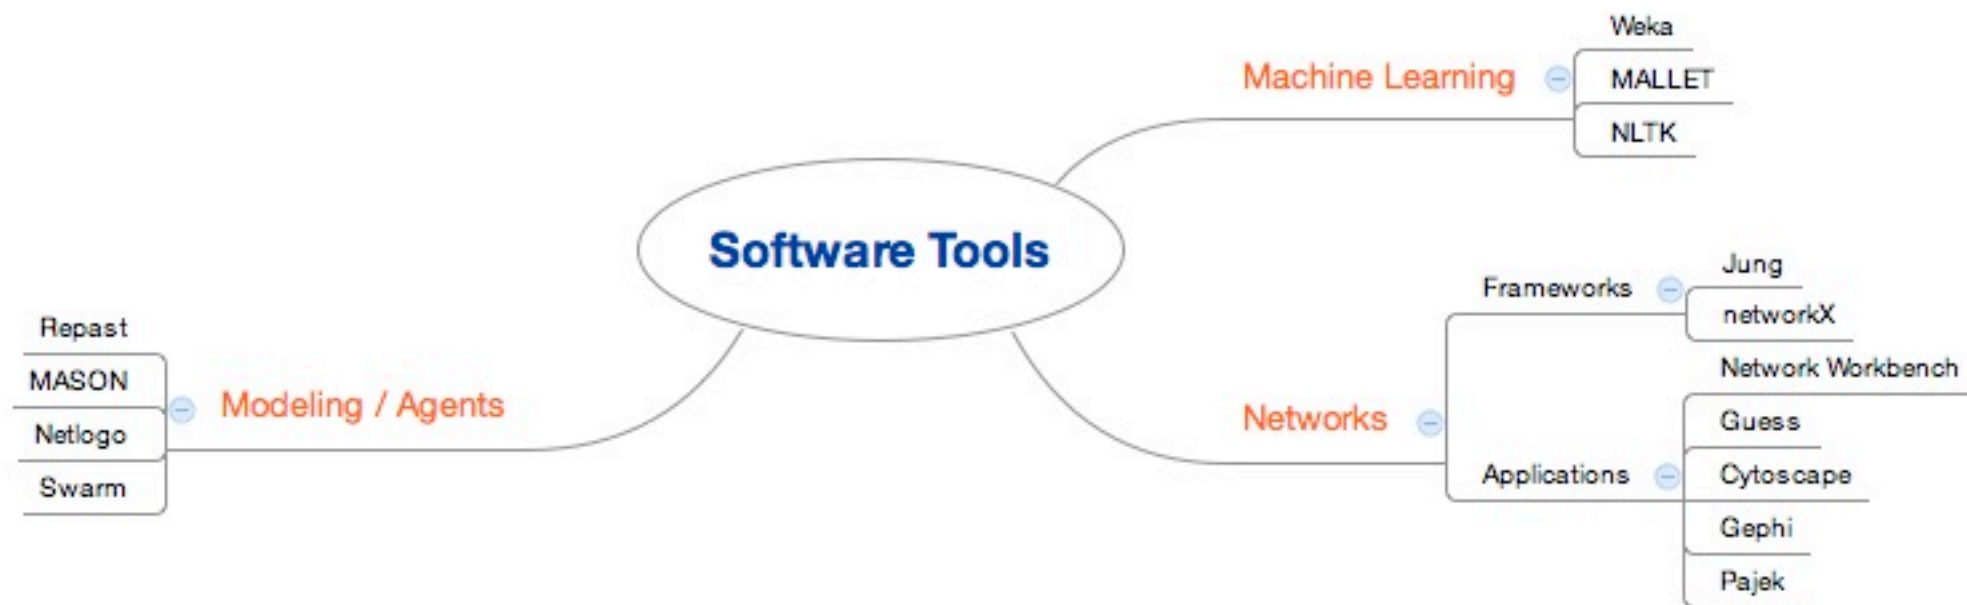 Software Tools
Machine Learning
Weka
MALLET
NLTK
Networks
Frameworks
Jung
networkX
Applications
Network Workbench
Guess
Cytoscape
Gephi
Pajek
Modeling / Agents
Repast
MASON
Netlogo
Swarm